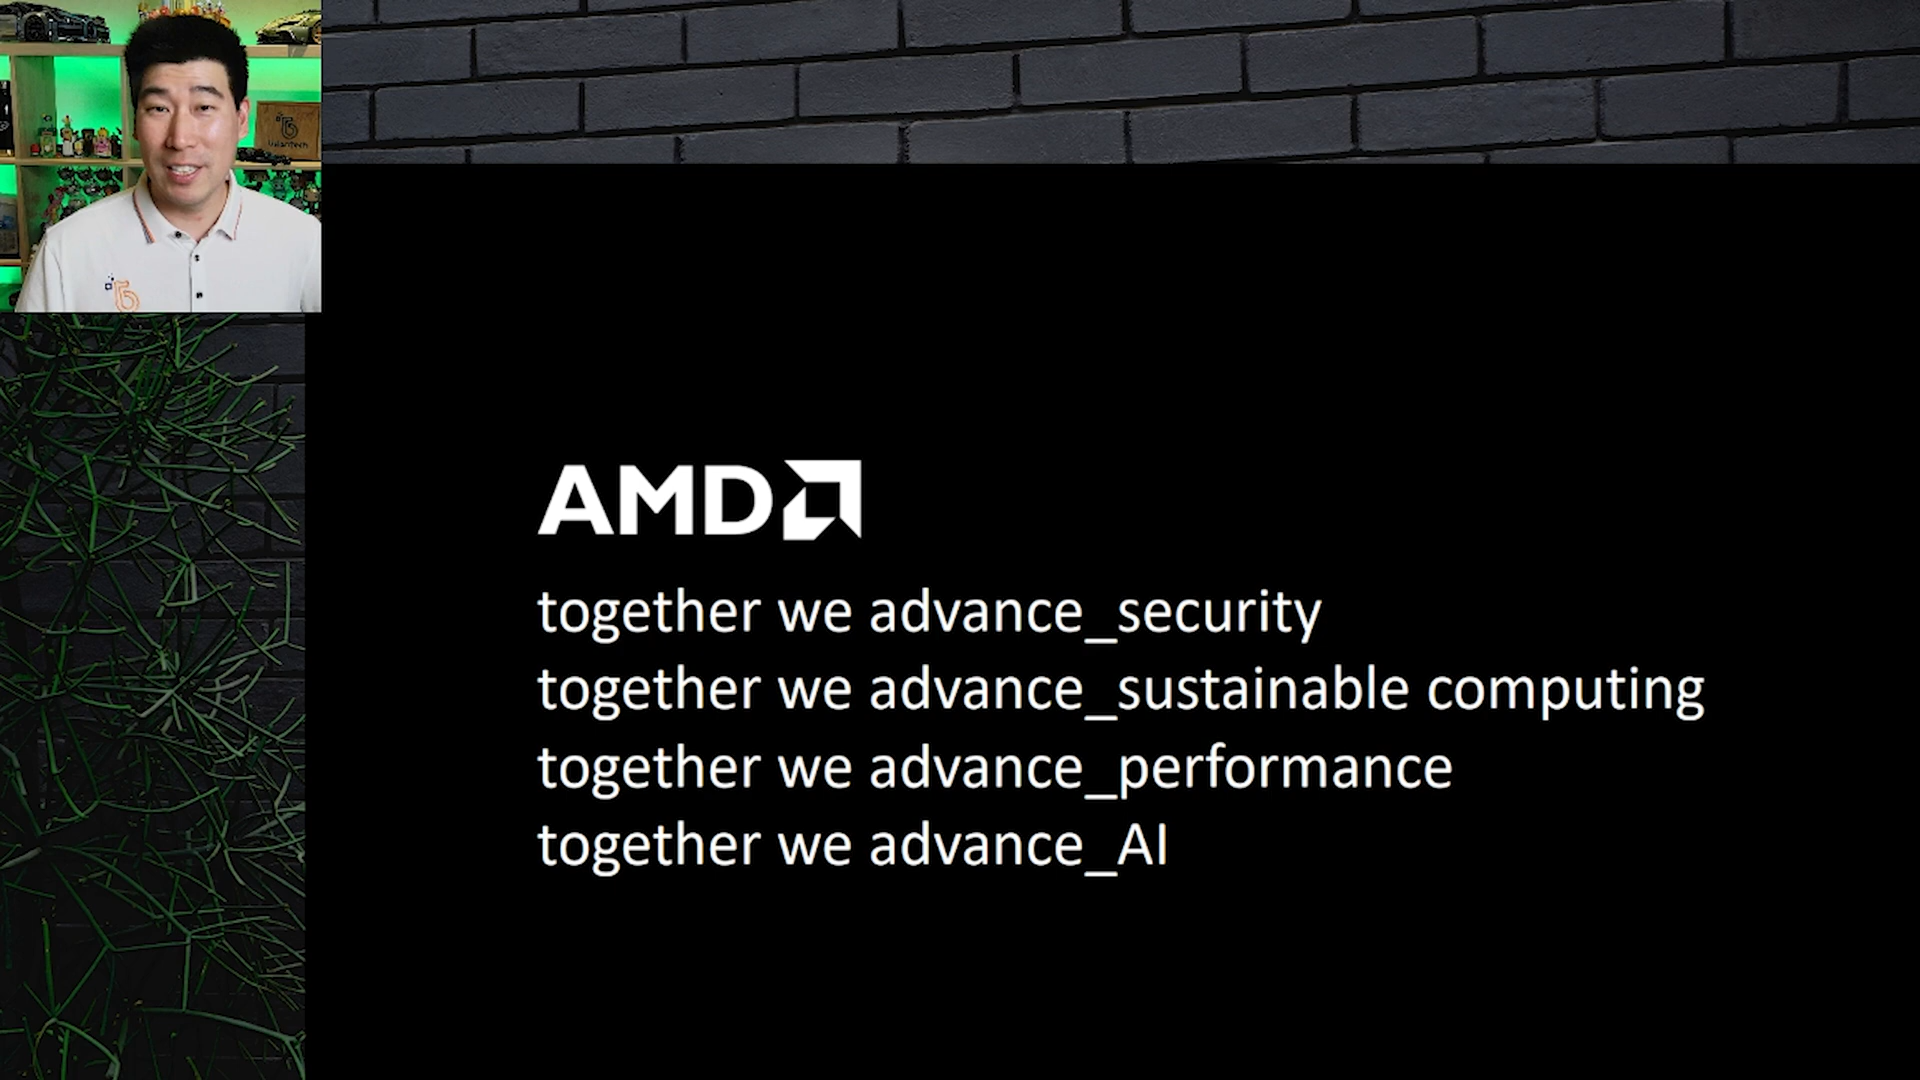 AMD
together we advance_security
together we advance_sustainable computing
together we advance_performance
together we advance_AI